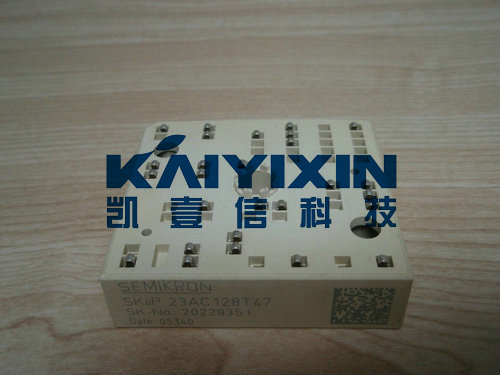 KAIYIXIN
凯壹信科技
SEMIKRON
SKiiP 23AC128T47
SK-No: 20228351
Date: 05340